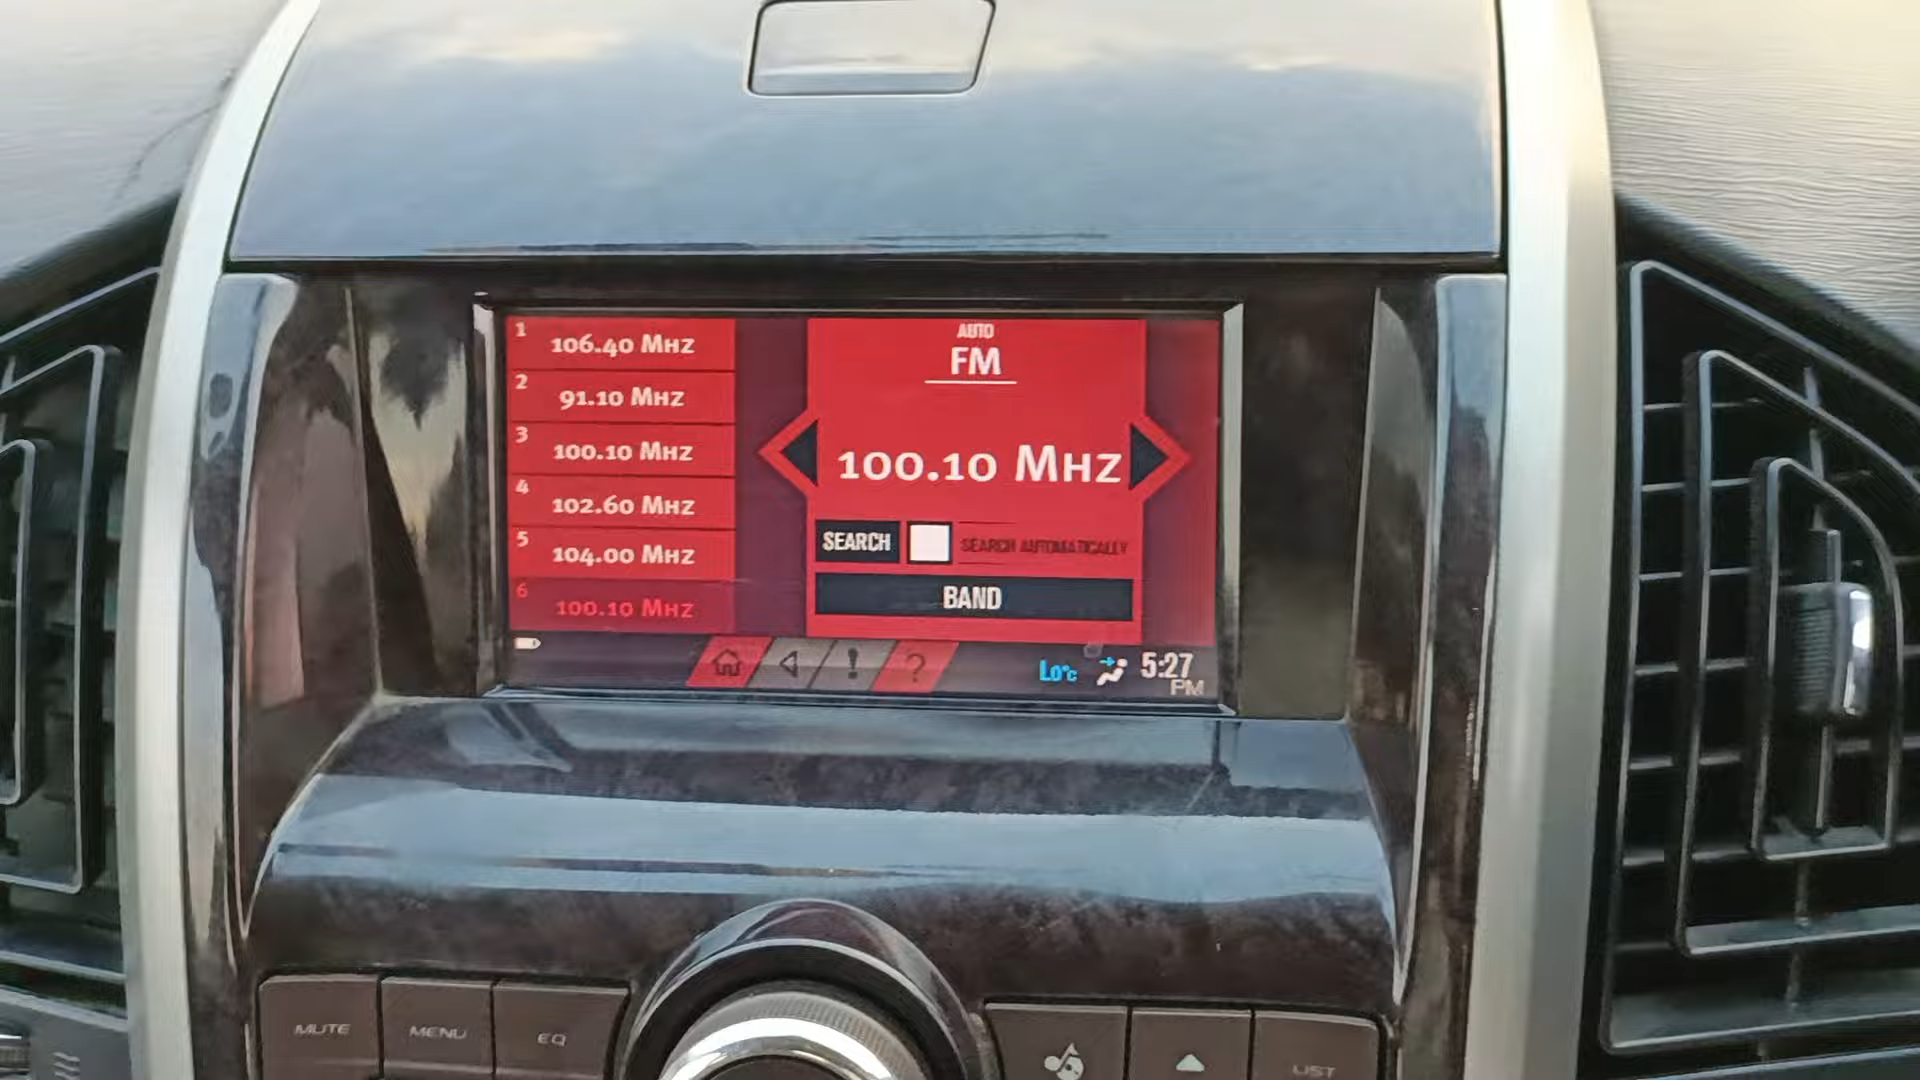 1
106.40 MHZ
2
91.10 MHZ
3
100.10 MHZ
4
102.60 MHZ
5
104.00 MHZ
6
100.10 MHZ
AUTO
FM
100.10 MHZ
SEARCH
SEARCH AUTOMATICALLY
BAND
! ?
Lo°C
5:27
PM
MUTE
MENU
EQ
LIST